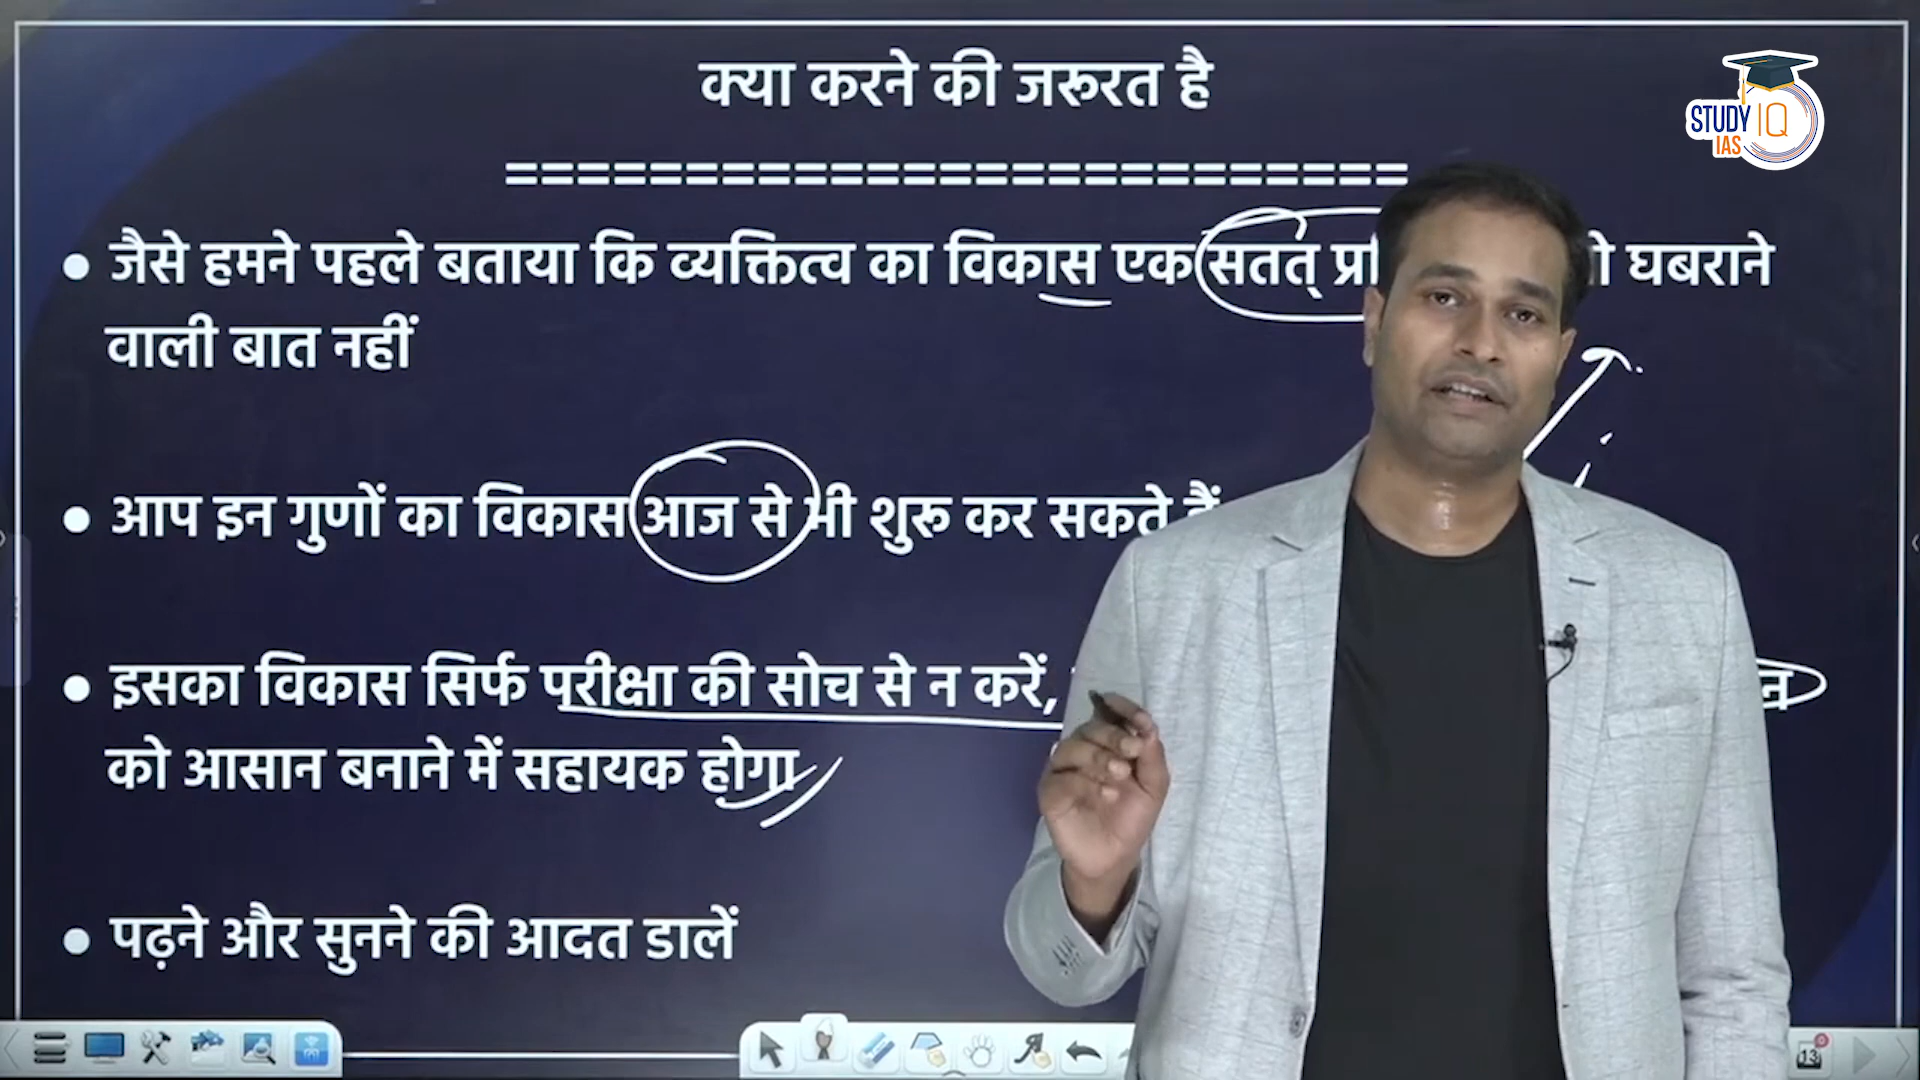 क्या करने की जरूरत है
STUDY IQ
IAS
=========================
• जैसे हमने पहले बताया कि व्यक्तित्व का विकास एक सतत् घबराने
वाली बात नहीं
• आप इन गुणों का विकास आज से भी शुरू कर सकते हैं
• इसका विकास सिर्फ परीक्षा की सोच से न करें,
को आसान बनाने में सहायक होगा
• पढ़ने और सुनने की आदत डालें
13